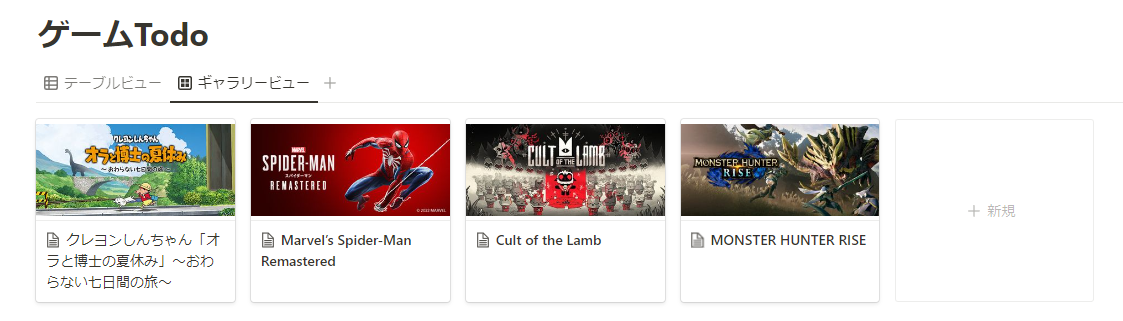 ゲームTodo
テーブルビュー
ギャラリービュー
クレヨンしんちゃん
オラと博士の夏休み
～おわらない七日間の旅～
MARVEL
SPIDER-MAN
スパイダーマン
REMASTERED
© 2022 MARVEL
CULT
OF THE
LAMB
MONSTER HUNTER
RISE
クレヨンしんちゃん「オ
ラと博士の夏休み」～おわ
らない七日間の旅～
Marvel’s Spider-Man
Remastered
Cult of the Lamb
MONSTER HUNTER RISE
新規